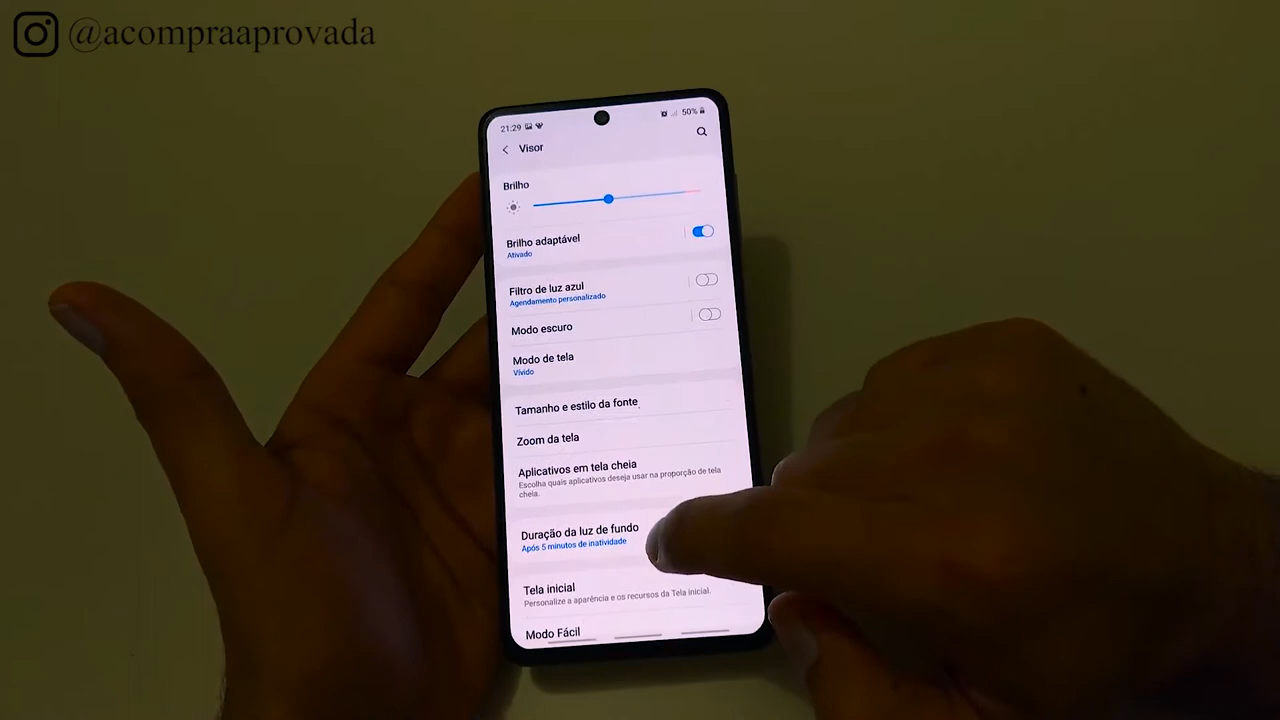 @acompraaprovada
21:29
50%
Visor
Brilho
Brilho adaptável
Ativado
Filtro de luz azul
Agendamento personalizado
Modo escuro
Modo de tela
Vívido
Tamanho e estilo da fonte
Zoom da tela
Aplicativos em tela cheia
Escolha quais aplicativos deseja usar na proporção de tela
cheia.
Duração da luz de fundo
Após 5 minutos de inatividade
Tela inicial
Personalize a aparência e os recursos da Tela inicial.
Modo Fácil